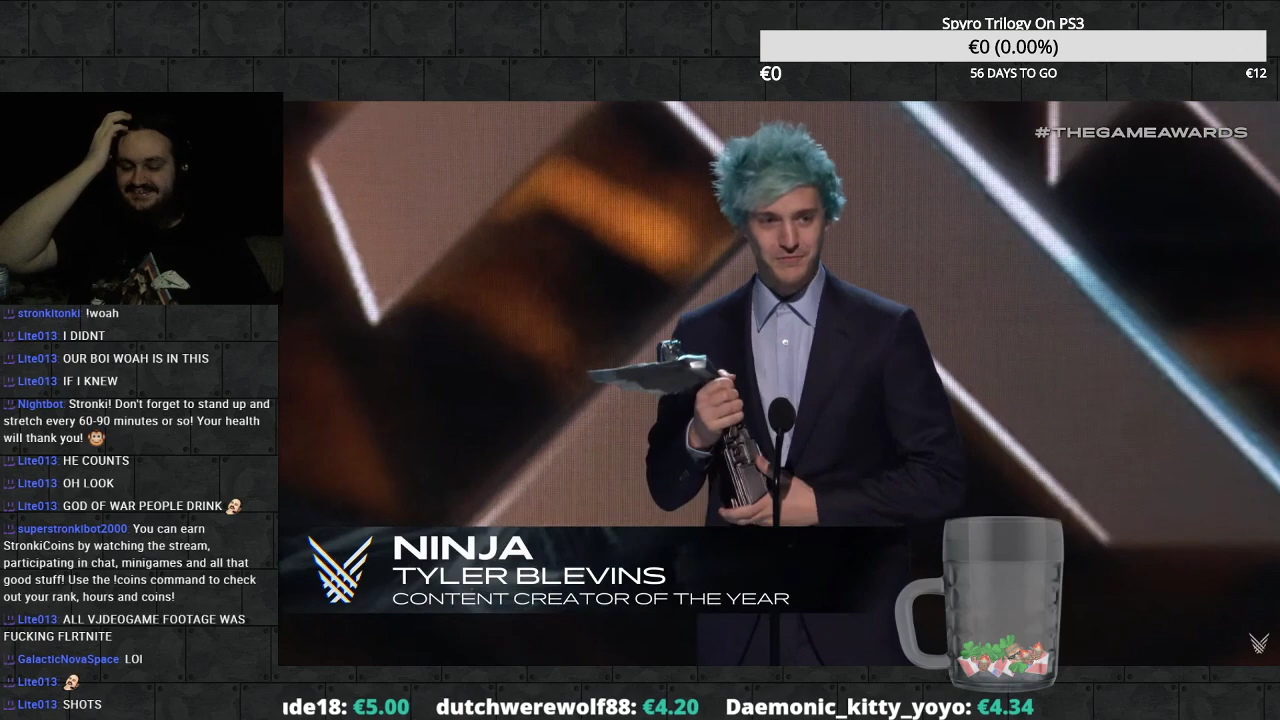 Spyro Trilogy On PS3
€0 (0.00%)
€0
56 DAYS TO GO
€12
#THEGAMEAWARDS
stronkitonki: !woah
Lite013: I DIDNT
Lite013: OUR BOI WOAH IS IN THIS
Lite013: IF I KNEW
Nightbot: Stronki! Don't forget to stand up and
stretch every 60-90 minutes or so! Your health
will thank you!
Lite013: HE COUNTS
Lite013: OH LOOK
Lite013: GOD OF WAR PEOPLE DRINK
superstronkibot2000: You can earn
StronkiCoins by watching the stream,
participating in chat, minigames and all that
good stuff! Use the !coins command to check
out your rank, hours and coins!
Lite013: ALL VJDEOGAME FOOTAGE WAS
FUCKING FLRTNITE
GalacticNovaSpace: LOI
Lite013:
Lite013: SHOTS
NINJA
TYLER BLEVINS
CONTENT CREATOR OF THE YEAR
ude18: €5.00 dutchwerewolf88: €4.20 Daemonic_kitty_yoyo: €4.34